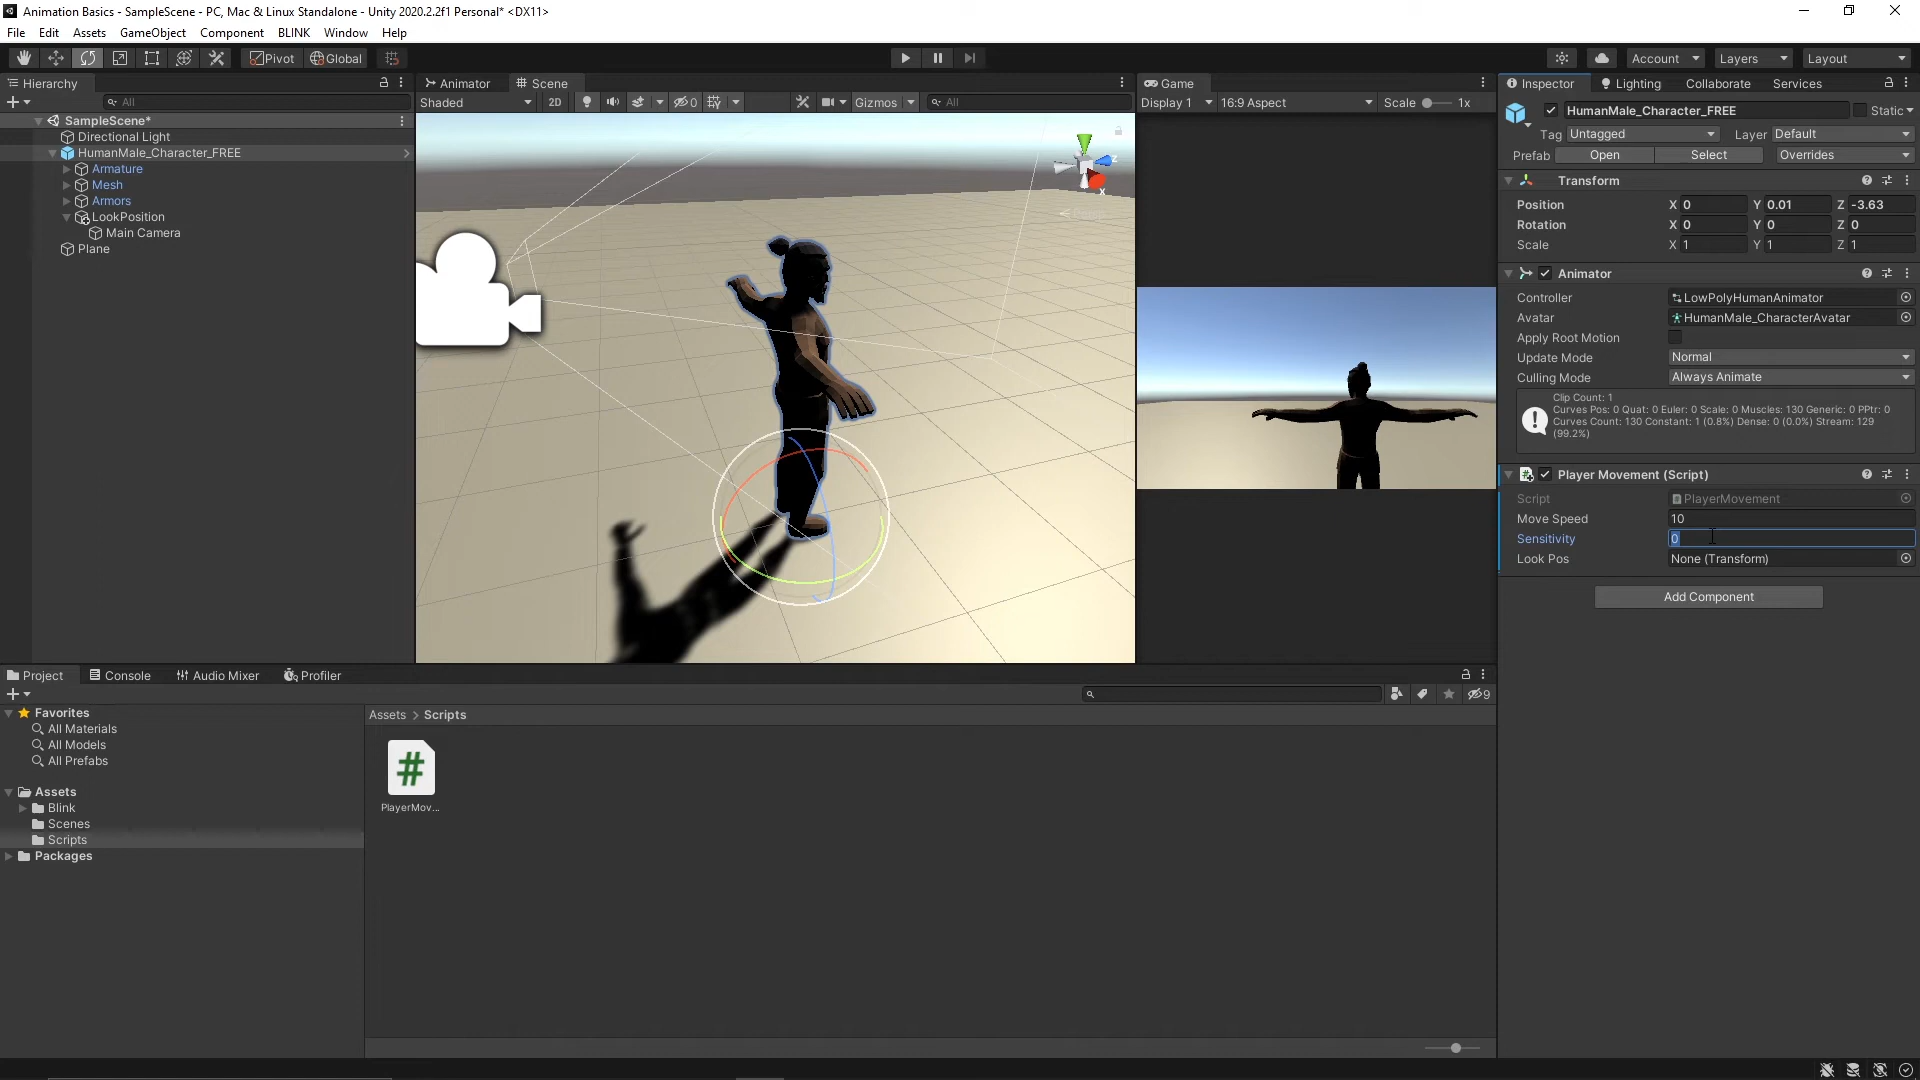 Animation Basics - SampleScene - PC, Mac & Linux Standalone - Unity 2020.2.2f1 Personal* <DX11>
File Edit Assets GameObject Component BLINK Window Help
Pivot Global Account Layers Layout
Hierarchy
All
SampleScene*
Directional Light
HumanMale_Character_FREE
Armature
Mesh
Armors
LookPosition
Main Camera
Plane
Animator Scene
Shaded 2D 0 Gizmos All
z
x
Game
Display 1 16:9 Aspect Scale 1x
Inspector Lighting Collaborate Services
HumanMale_Character_FREE Static
Tag Untagged Layer Default
Prefab Open Select Overrides
Transform
Position X 0 Y 0.01 Z -3.63
Rotation X 0 Y 0 Z 0
Scale X 1 Y 1 Z 1
Animator
Controller LowPolyHumanAnimator
Avatar HumanMale_CharacterAvatar
Apply Root Motion
Update Mode Normal
Culling Mode Always Animate
Clip Count: 1
Curves Pos: 0 Quat: 0 Euler: 0 Scale: 0 Muscles: 130 Generic: 0 PPtr: 0
Curves Count: 130 Constant: 1 (0.8%) Dense: 0 (0.0%) Stream: 129
(99.2%)
Player Movement (Script)
Script PlayerMovement
Move Speed 10
Sensitivity 0
Look Pos None (Transform)
Add Component
Project Console Audio Mixer Profiler
9
Favorites
All Materials
All Models
All Prefabs
Assets
Blink
Scenes
Scripts
Packages
Assets > Scripts
#
PlayerMov...